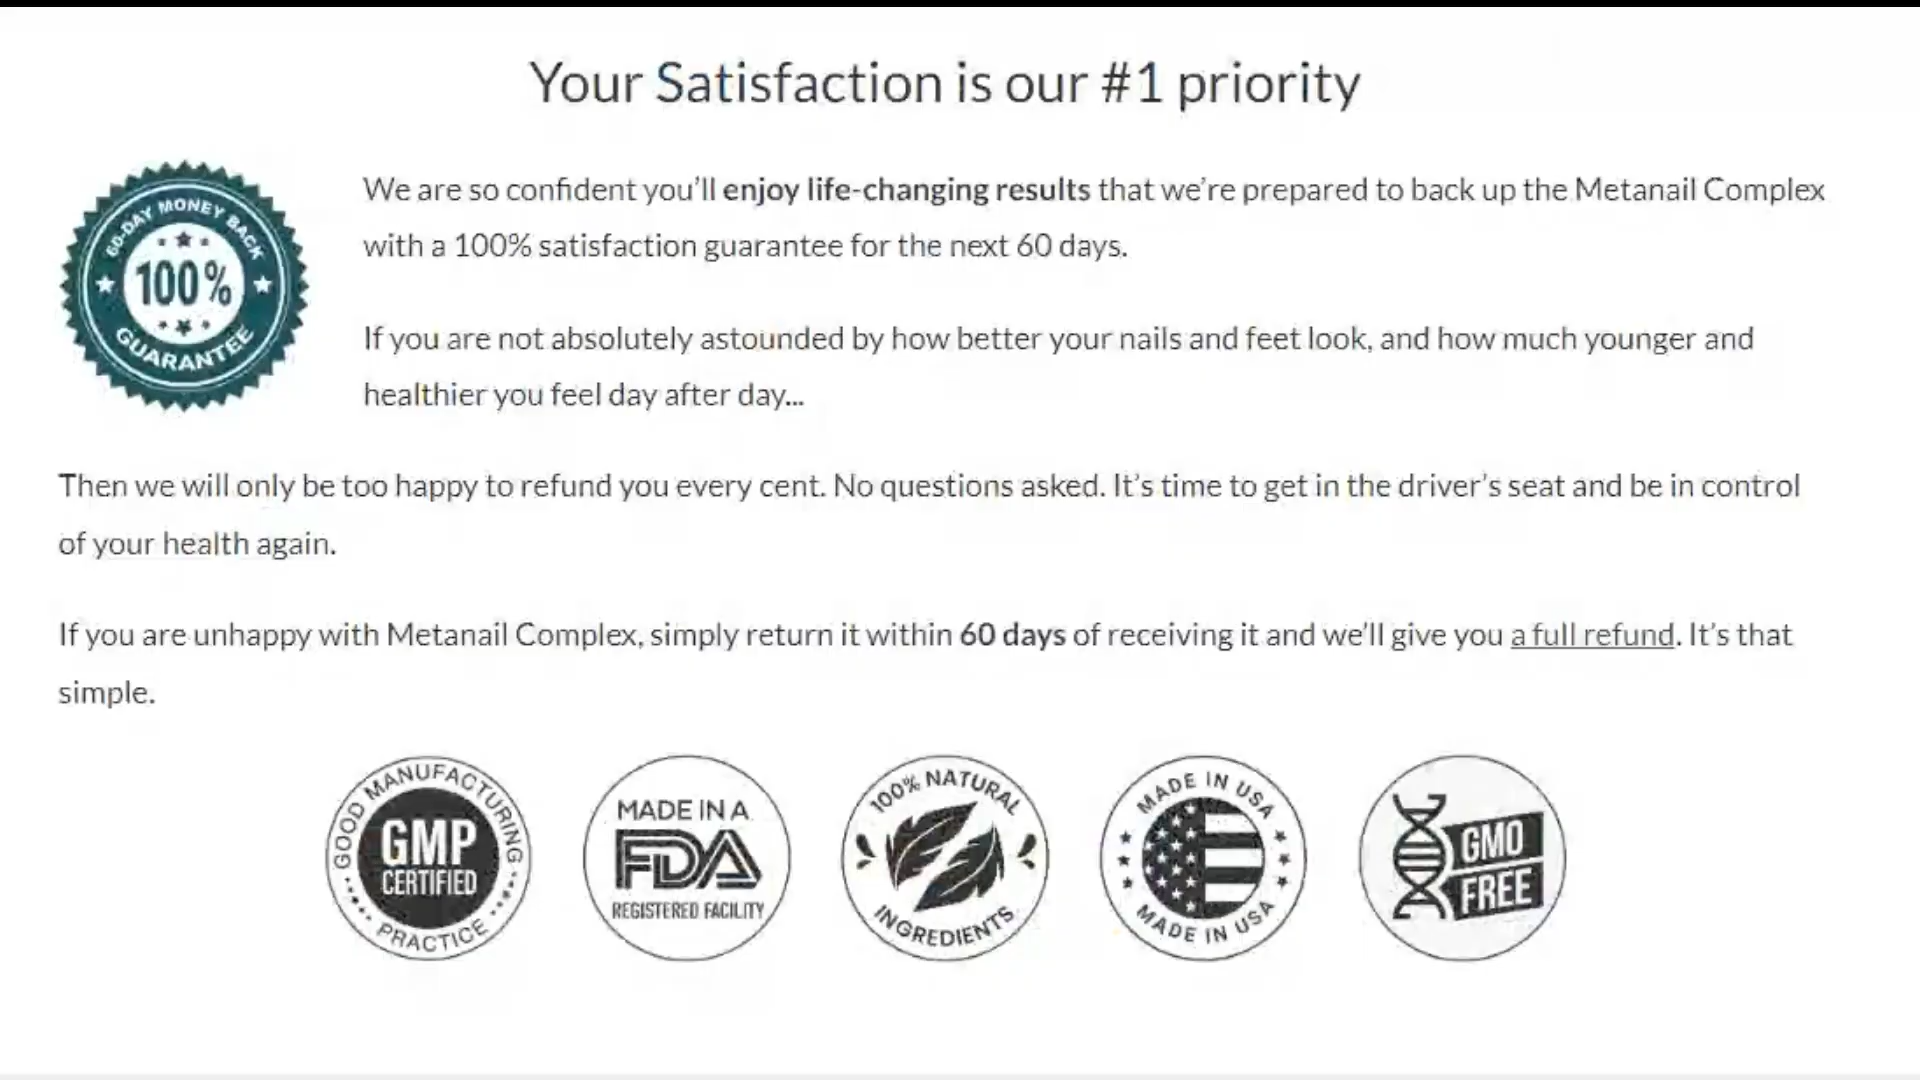 Your Satisfaction is our #1 priority
60-DAY MONEY BACK
100%
GUARANTEE
We are so confident you’ll enjoy life-changing results that we’re prepared to back up the Metanail Complex
with a 100% satisfaction guarantee for the next 60 days.
If you are not absolutely astounded by how better your nails and feet look, and how much younger and
healthier you feel day after day...
Then we will only be too happy to refund you every cent. No questions asked. It’s time to get in the driver’s seat and be in control
of your health again.
If you are unhappy with Metanail Complex, simply return it within 60 days of receiving it and we’ll give you a full refund. It’s that
simple.
GOOD MANUFACTURING
GMP
CERTIFIED
PRACTICE
MADE IN A
FDA
REGISTERED FACILITY
100% NATURAL
INGREDIENTS
MADE IN USA
MADE IN USA
GMO
FREE